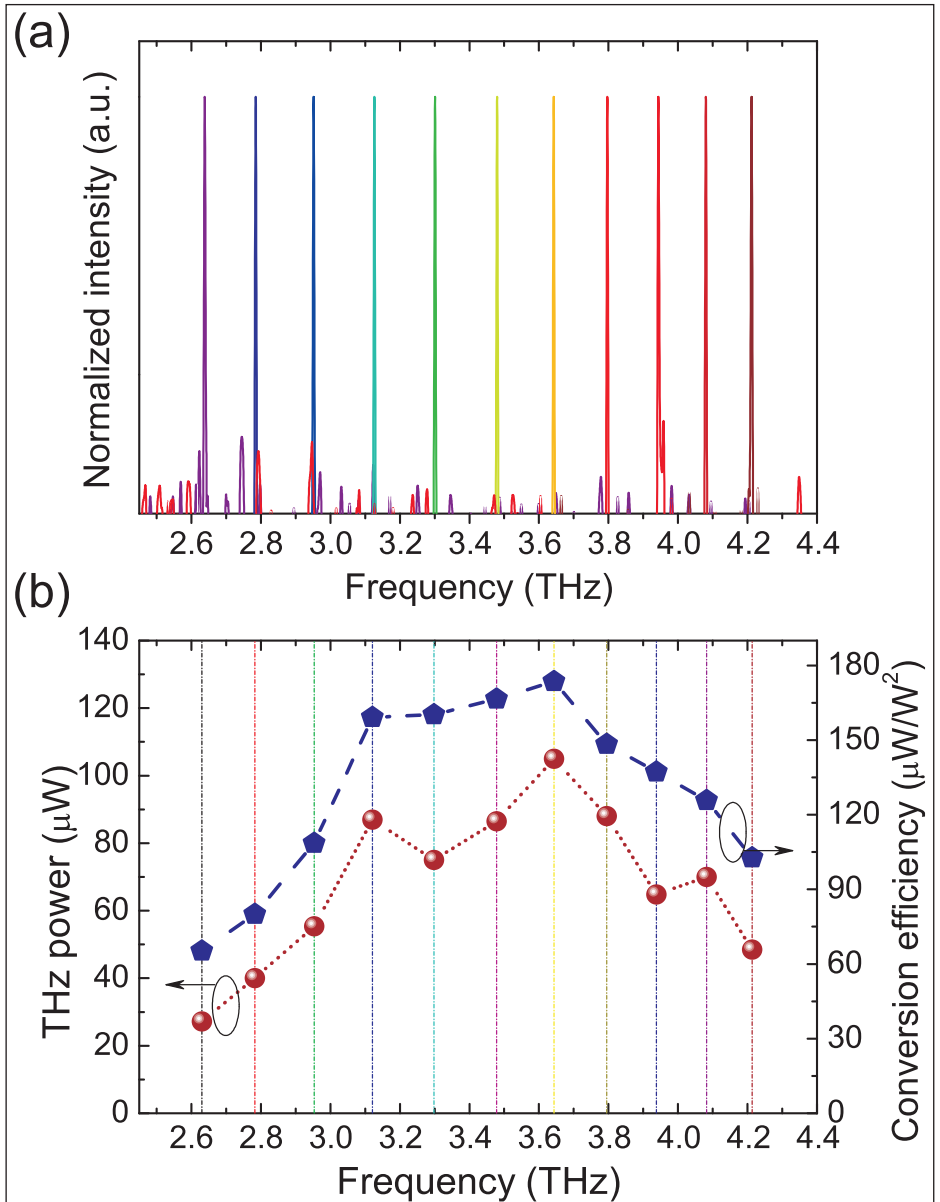 (a)
Normalized intensity (a.u.)
2.6 2.8 3.0 3.2 3.4 3.6 3.8 4.0 4.2 4.4
Frequency (THz)
(b)
140
120
100
80
60
40
20
0
THz power (μW)
180
150
120
90
60
30
0
Conversion efficiency (μW/W²)
2.6 2.8 3.0 3.2 3.4 3.6 3.8 4.0 4.2 4.4
Frequency (THz)